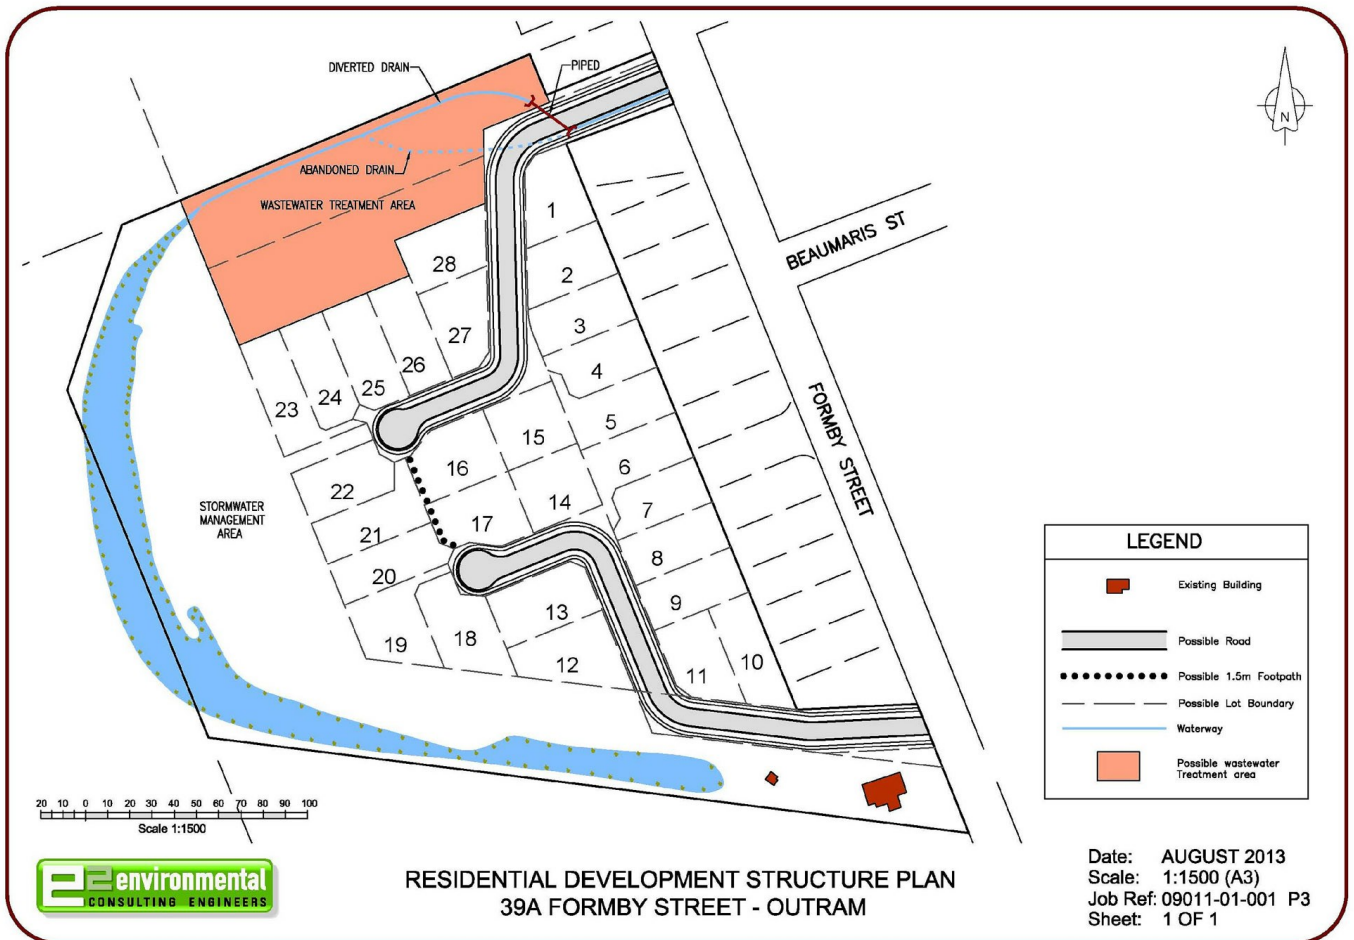 DIVERTED DRAIN
PIPED
N
ABANDONED DRAIN
WASTEWATER TREATMENT AREA
BEAUMARIS ST
FORMBY STREET
1
2
3
4
5
6
7
8
9
10
11
12
13
14
15
16
17
18
19
20
21
22
23
24
25
26
27
28
STORMWATER
MANAGEMENT
AREA
LEGEND
Existing Building
Possible Road
Possible 1.5m Footpath
Possible Lot Boundary
Waterway
Possible wastewater
Treatment area
20 10 0 10 20 30 40 50 60 70 80 90 100
Scale 1:1500
e2 environmental
CONSULTING ENGINEERS
RESIDENTIAL DEVELOPMENT STRUCTURE PLAN
39A FORMBY STREET - OUTRAM
Date: AUGUST 2013
Scale: 1:1500 (A3)
Job Ref: 09011-01-001 P3
Sheet: 1 OF 1